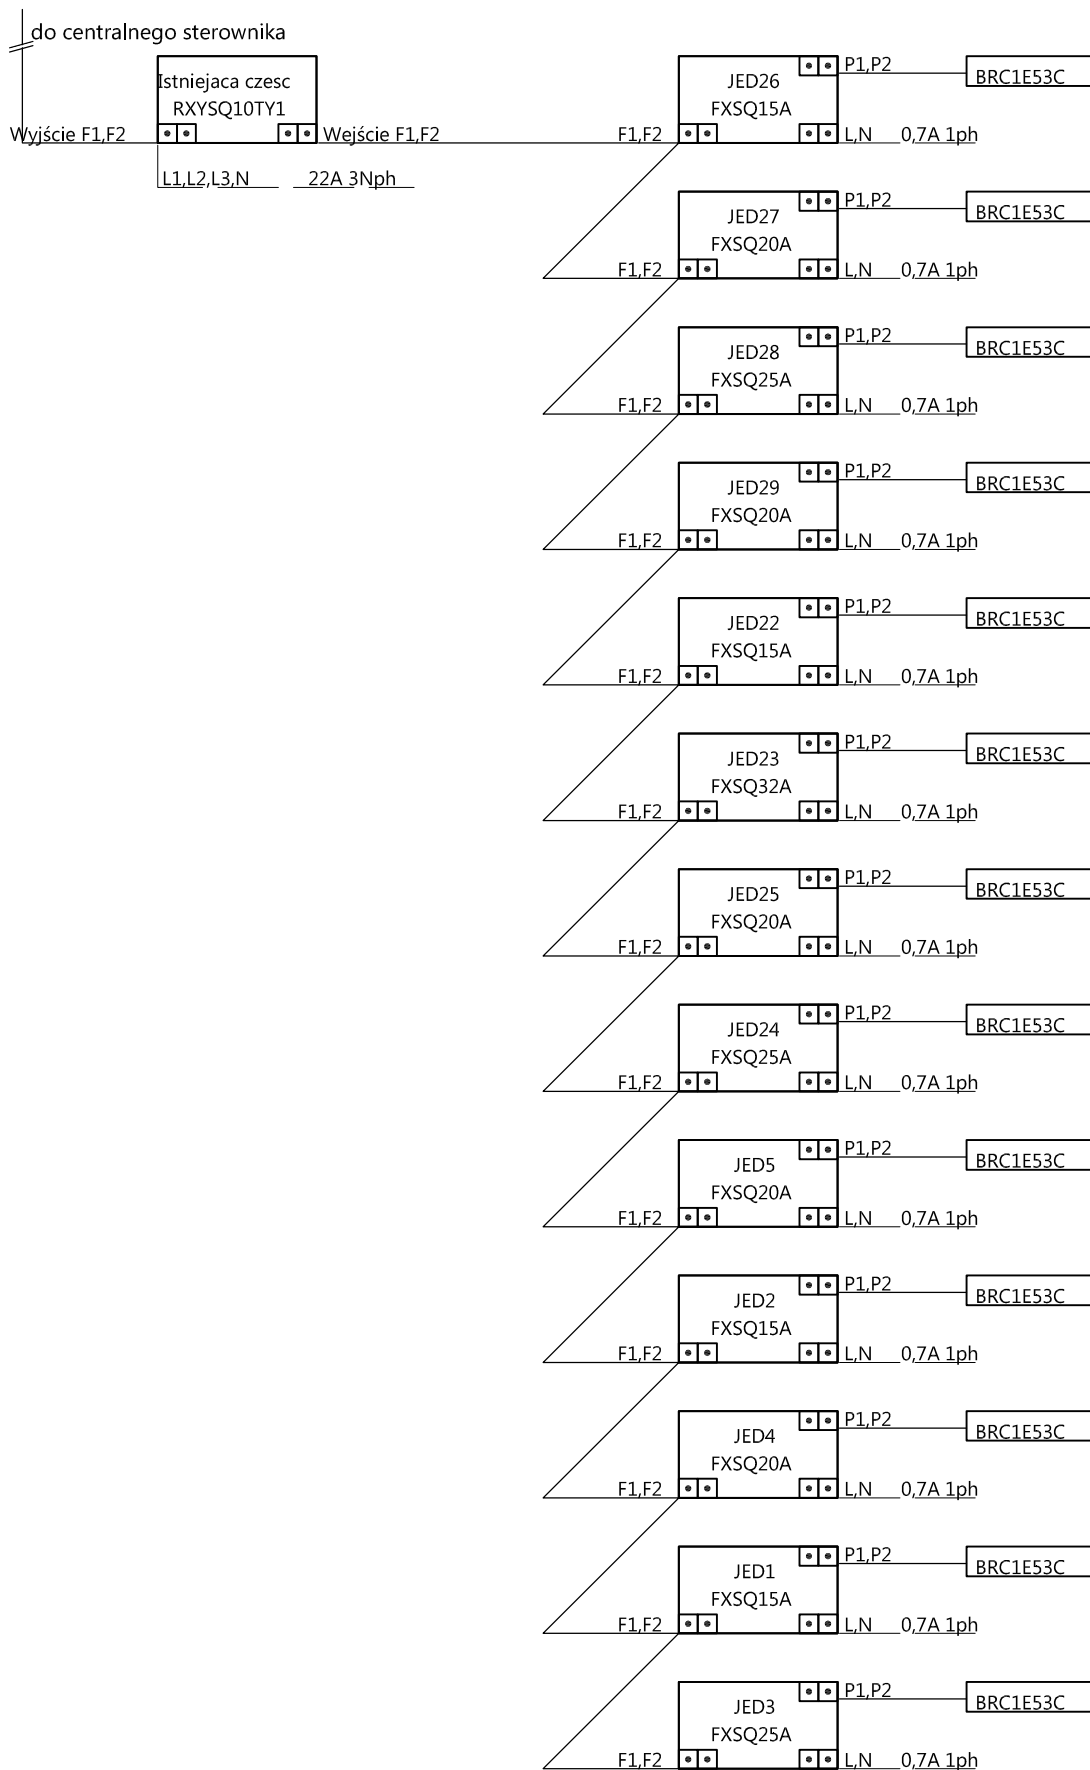 do centralnego sterownika
Istniejaca czesc
RXYSQ10TY1
Wyjście F1,F2
Wejście F1,F2
L1,L2,L3,N 22A 3Nph
P1,P2
BRC1E53C
JED26
FXSQ15A
F1,F2
L,N 0,7A 1ph
P1,P2
BRC1E53C
JED27
FXSQ20A
F1,F2
L,N 0,7A 1ph
P1,P2
BRC1E53C
JED28
FXSQ25A
F1,F2
L,N 0,7A 1ph
P1,P2
BRC1E53C
JED29
FXSQ20A
F1,F2
L,N 0,7A 1ph
P1,P2
BRC1E53C
JED22
FXSQ15A
F1,F2
L,N 0,7A 1ph
P1,P2
BRC1E53C
JED23
FXSQ32A
F1,F2
L,N 0,7A 1ph
P1,P2
BRC1E53C
JED25
FXSQ20A
F1,F2
L,N 0,7A 1ph
P1,P2
BRC1E53C
JED24
FXSQ25A
F1,F2
L,N 0,7A 1ph
P1,P2
BRC1E53C
JED5
FXSQ20A
F1,F2
L,N 0,7A 1ph
P1,P2
BRC1E53C
JED2
FXSQ15A
F1,F2
L,N 0,7A 1ph
P1,P2
BRC1E53C
JED4
FXSQ20A
F1,F2
L,N 0,7A 1ph
P1,P2
BRC1E53C
JED1
FXSQ15A
F1,F2
L,N 0,7A 1ph
P1,P2
BRC1E53C
JED3
FXSQ25A
F1,F2
L,N 0,7A 1ph